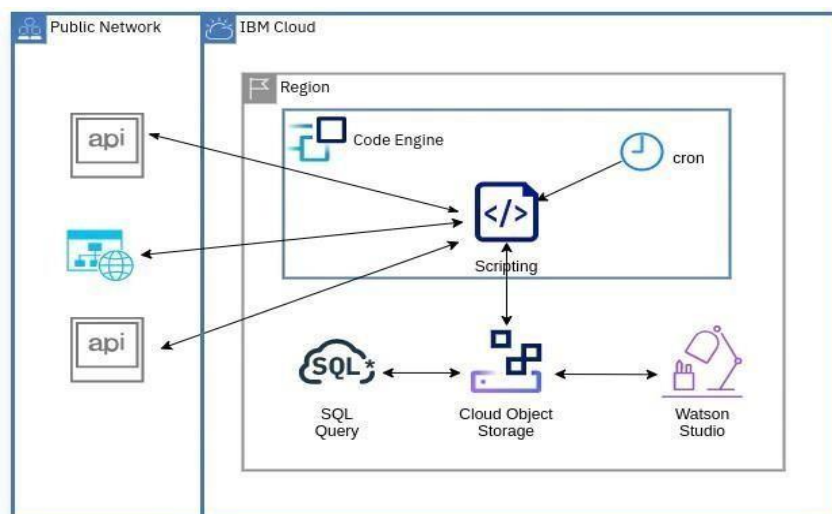 Public Network
IBM Cloud
Region
Code Engine
cron
api
</>
Scripting
api
SQL*
SQL
Query
Cloud Object
Storage
Watson
Studio